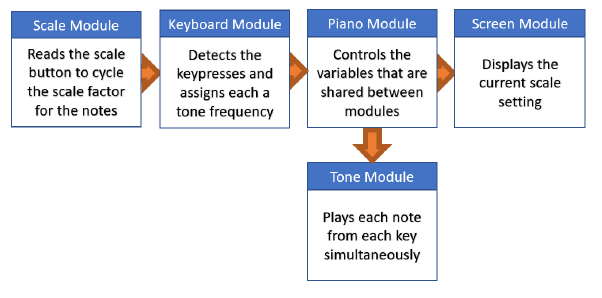 Scale Module
Reads the scale
button to cycle
the scale factor
for the notes
Keyboard Module
Detects the
keypresses and
assigns each a
tone frequency
Piano Module
Controls the
variables that are
shared between
modules
Screen Module
Displays the
current scale
setting
Tone Module
Plays each note
from each key
simultaneously